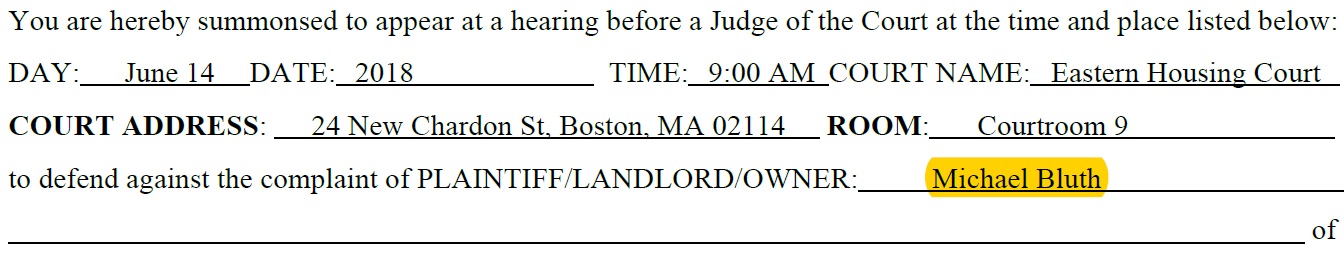 You are hereby summonsed to appear at a hearing before a Judge of the Court at the time and place listed below:
DAY: June 14 DATE: 2018 TIME: 9:00 AM COURT NAME: Eastern Housing Court
COURT ADDRESS: 24 New Chardon St, Boston, MA 02114 ROOM: Courtroom 9
to defend against the complaint of PLAINTIFF/LANDLORD/OWNER: Michael Bluth
of